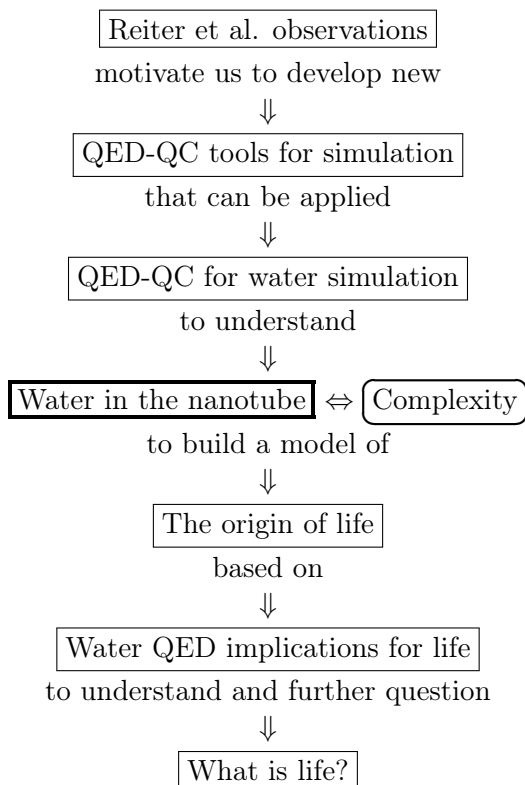 Reiter et al. observations
motivate us to develop new
⇓
QED-QC tools for simulation
that can be applied
⇓
QED-QC for water simulation
to understand
⇓
Water in the nanotube ⇔ Complexity
to build a model of
⇓
The origin of life
based on
⇓
Water QED implications for life
to understand and further question
⇓
What is life?